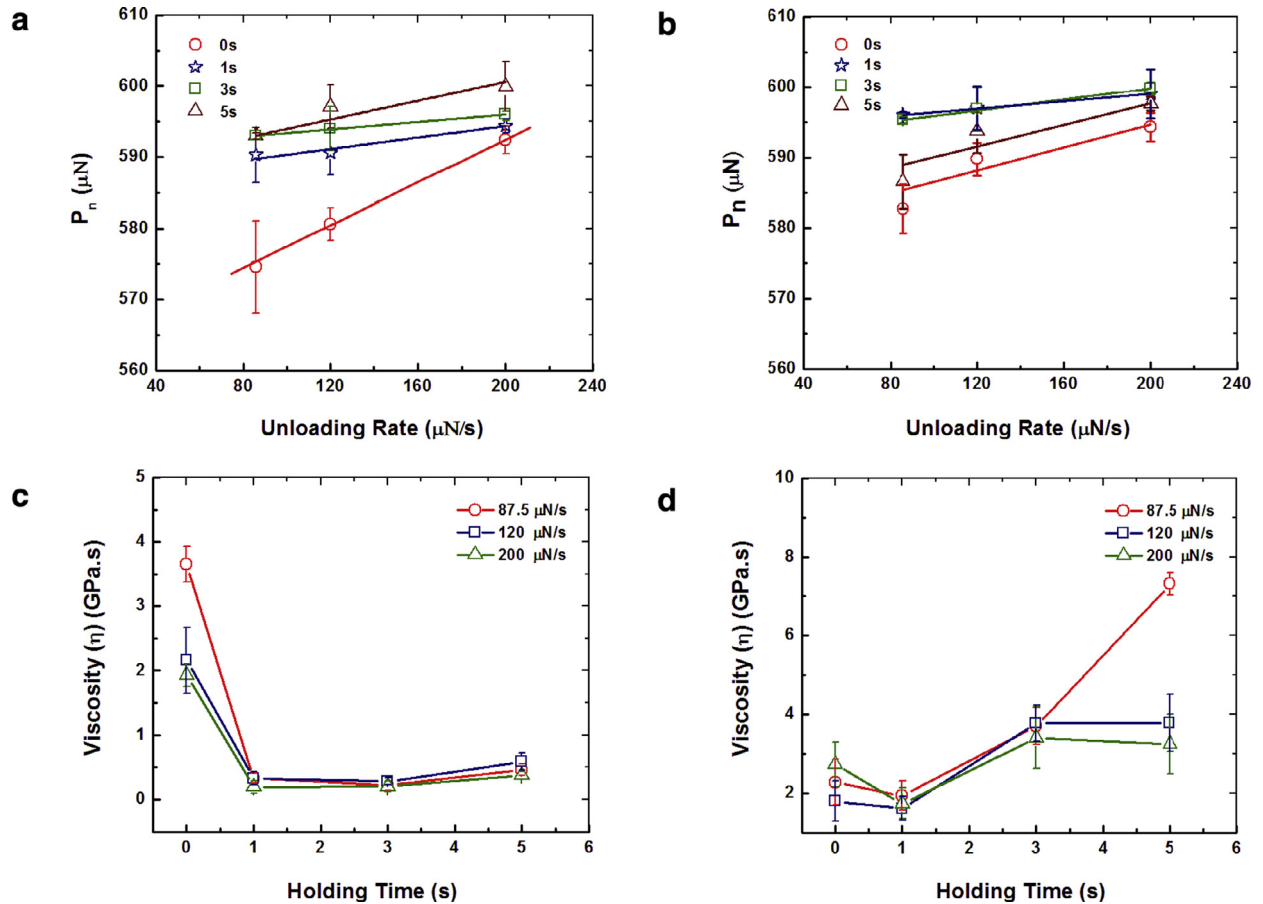 a
610
600
590
580
570
560
40 80 120 160 200 240
Pn (μN)
Unloading Rate (μN/s)
0s
1s
3s
5s
b
610
600
590
580
570
560
40 80 120 160 200 240
Pn (μN)
Unloading Rate (μN/s)
0s
1s
3s
5s
c
5
4
3
2
1
0
0 1 2 3 4 5 6
Viscosity (η) (GPa.s)
Holding Time (s)
87.5 μN/s
120 μN/s
200 μN/s
d
10
8
6
4
2
0 1 2 3 4 5 6
Viscosity (η) (GPa.s)
Holding Time (s)
87.5 μN/s
120 μN/s
200 μN/s